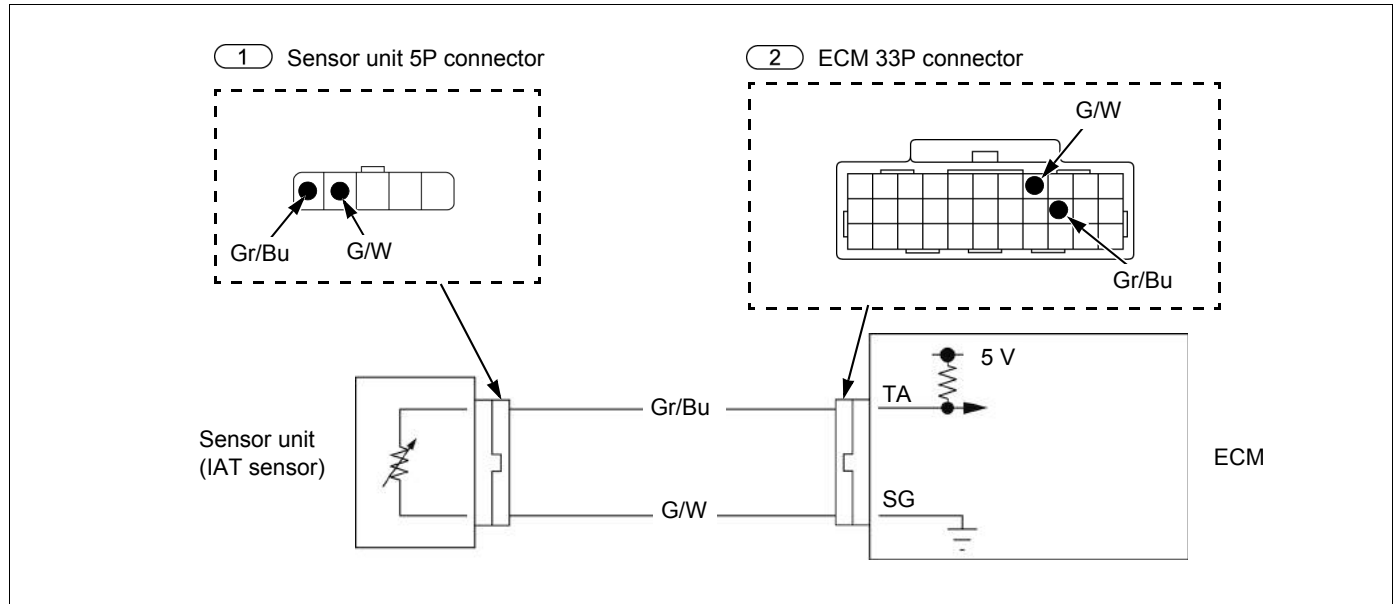 1 Sensor unit 5P connector
2 ECM 33P connector
G/W
Gr/Bu
G/W
Gr/Bu
5 V
TA
Gr/Bu
Sensor unit
(IAT sensor)
ECM
SG
G/W